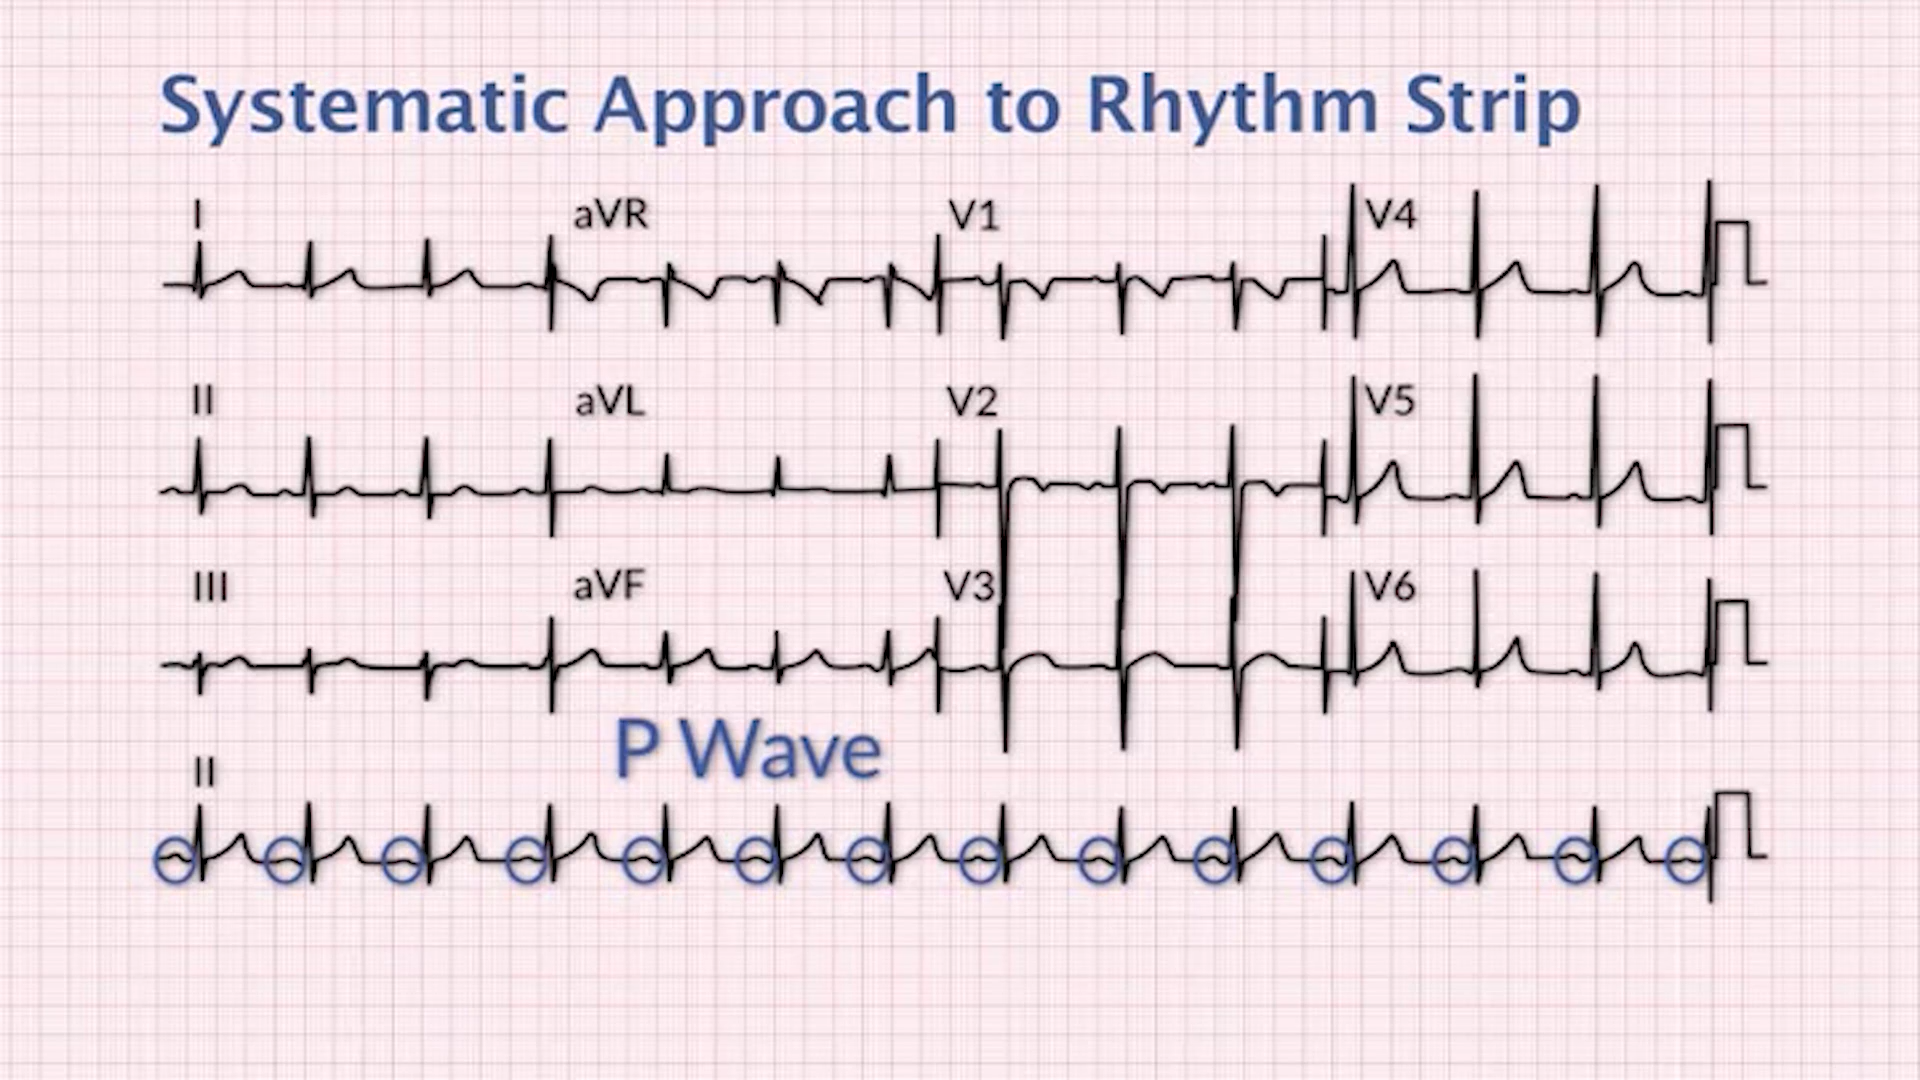 Systematic Approach to Rhythm Strip
I aVR V1 V4
II aVL V2 V5
III aVF V3 V6
P Wave
II